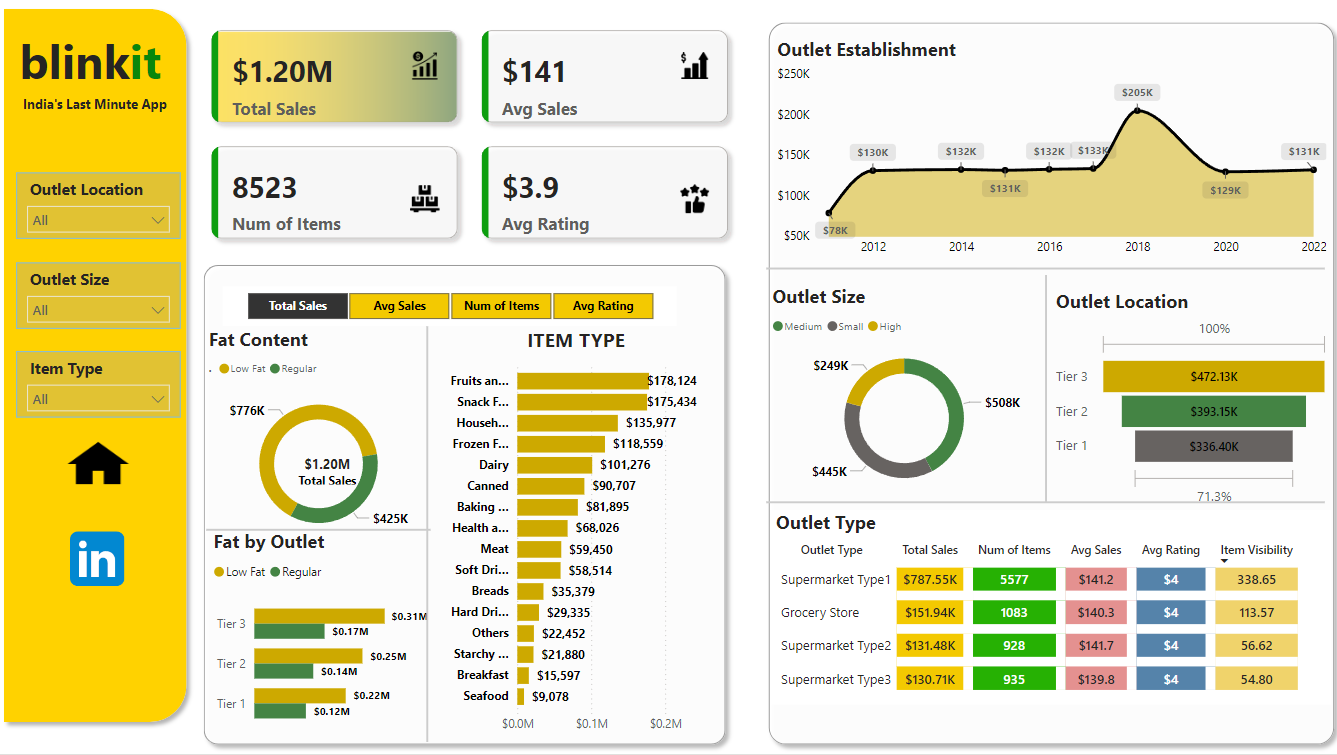 blinkit
India's Last Minute App
Outlet Location
All
Outlet Size
All
Item Type
All
in
$1.20M
Total Sales
$141
Avg Sales
8523
Num of Items
$3.9
Avg Rating
Total Sales Avg Sales Num of Items Avg Rating
Fat Content
Low Fat Regular
$776K
$1.20M
Total Sales
$425K
Fat by Outlet
Low Fat Regular
Tier 3 $0.31M
$0.17M
Tier 2 $0.25M
$0.14M
Tier 1 $0.22M
$0.12M
ITEM TYPE
Fruits an... $178,124
Snack F... $175,434
Househ... $135,977
Frozen F... $118,559
Dairy $101,276
Canned $90,707
Baking ... $81,895
Health a... $68,026
Meat $59,450
Soft Dri... $58,514
Breads $35,379
Hard Dri... $29,335
Others $22,452
Starchy ... $21,880
Breakfast $15,597
Seafood $9,078
$0.0M $0.1M $0.2M
Outlet Establishment
$250K
$200K
$150K
$100K
$50K
$78K $130K $132K $131K $132K $133K $205K $129K $131K
2012 2014 2016 2018 2020 2022
Outlet Size
Medium Small High
$249K
$508K
$445K
Outlet Location
100%
Tier 3 $472.13K
Tier 2 $393.15K
Tier 1 $336.40K
71.3%
Outlet Type
Outlet Type Total Sales Num of Items Avg Sales Avg Rating Item Visibility
Supermarket Type1 $787.55K 5577 $141.2 $4 338.65
Grocery Store $151.94K 1083 $140.3 $4 113.57
Supermarket Type2 $131.48K 928 $141.7 $4 56.62
Supermarket Type3 $130.71K 935 $139.8 $4 54.80